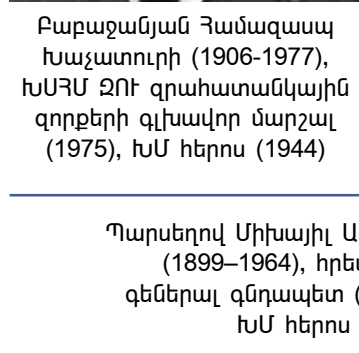 Բաբաջանյան Համազասպ
Խաչատուրի (1906-1977),
ԽՍՀՄ ԶՈՒ զրահատանկային
զորքերի գլխավոր մարշալ
(1975), ԽՄ հերոս (1944)
Պարսեղով Միխայիլ Ա
(1899–1964), հրե
գեներալ գնդապետ (
ԽՄ հերոս